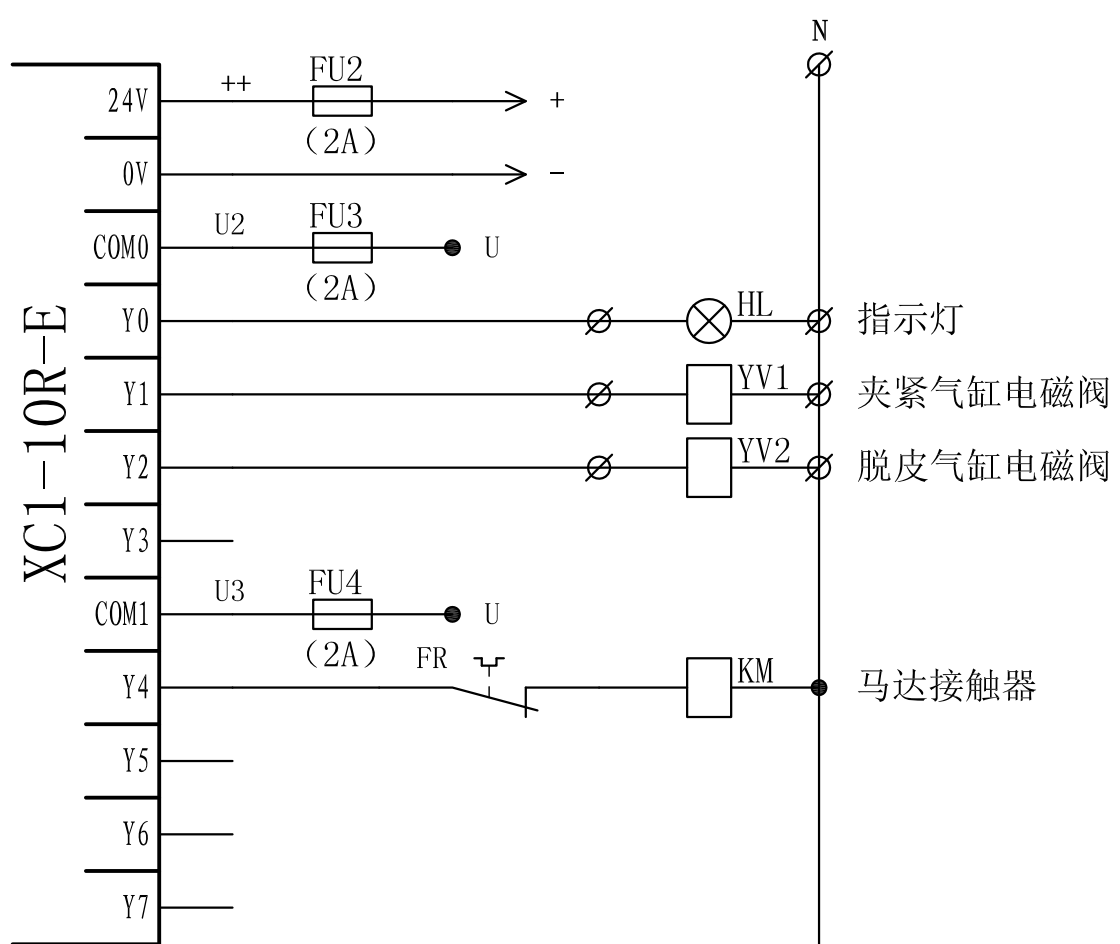 N
++
FU2
24V
+
(2A)
0V
-
U2
FU3
COM0
U
(2A)
XC1-10R-E
Y0
HL
指示灯
Y1
YV1
夹紧气缸电磁阀
Y2
YV2
脱皮气缸电磁阀
Y3
U3
FU4
COM1
U
(2A)
FR
Y4
KM
马达接触器
Y5
Y6
Y7